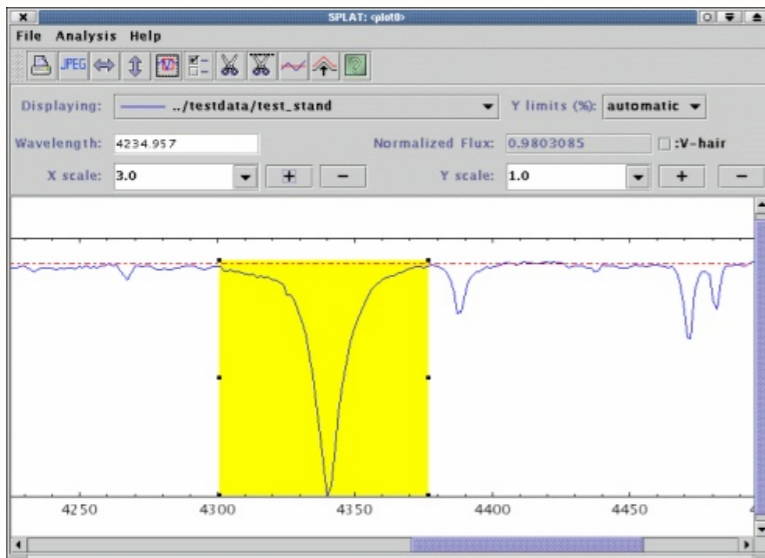 SPLAT: <plot0>
File Analysis Help
JPEG
Displaying: ../testdata/test_stand Y limits (%): automatic
Wavelength: 4234.957 Normalized Flux: 0.9803085 :V-hair
X scale: 3.0 + − Y scale: 1.0 + −
4250 4300 4350 4400 4450